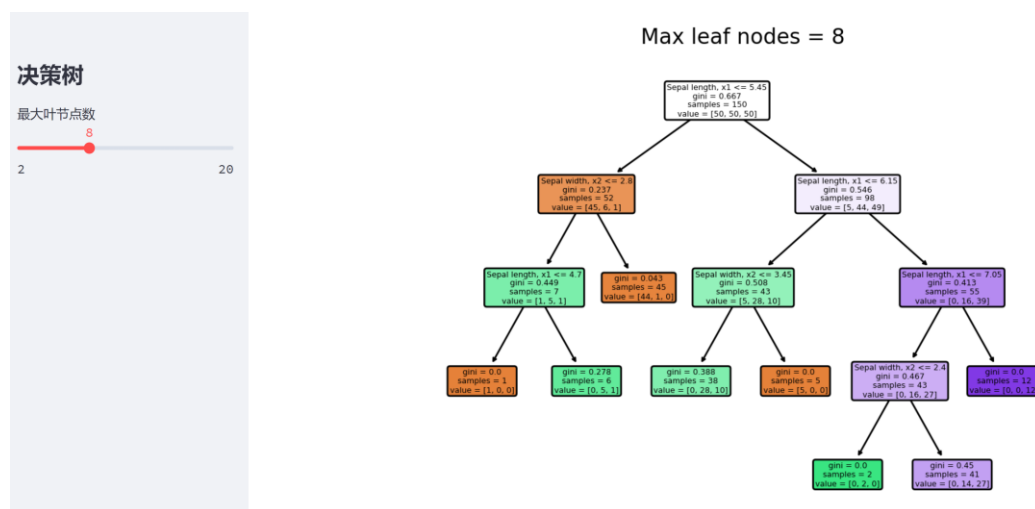 决策树
最大叶节点数
8
2
20
Max leaf nodes = 8
Sepal length, x1 <= 5.45
gini = 0.667
samples = 150
value = [50, 50, 50]
Sepal width, x2 <= 2.8
gini = 0.237
samples = 52
value = [45, 6, 1]
Sepal length, x1 <= 6.15
gini = 0.546
samples = 98
value = [5, 44, 49]
Sepal length, x1 <= 4.7
gini = 0.449
samples = 7
value = [1, 5, 1]
gini = 0.043
samples = 45
value = [44, 1, 0]
Sepal width, x2 <= 3.45
gini = 0.508
samples = 43
value = [5, 28, 10]
Sepal length, x1 <= 7.05
gini = 0.413
samples = 55
value = [0, 16, 39]
gini = 0.0
samples = 1
value = [1, 0, 0]
gini = 0.278
samples = 6
value = [0, 5, 1]
gini = 0.388
samples = 38
value = [0, 28, 10]
gini = 0.0
samples = 5
value = [5, 0, 0]
Sepal width, x2 <= 2.4
gini = 0.467
samples = 43
value = [0, 16, 27]
gini = 0.0
samples = 12
value = [0, 0, 12
gini = 0.0
samples = 2
value = [0, 2, 0]
gini = 0.45
samples = 41
value = [0, 14, 27]